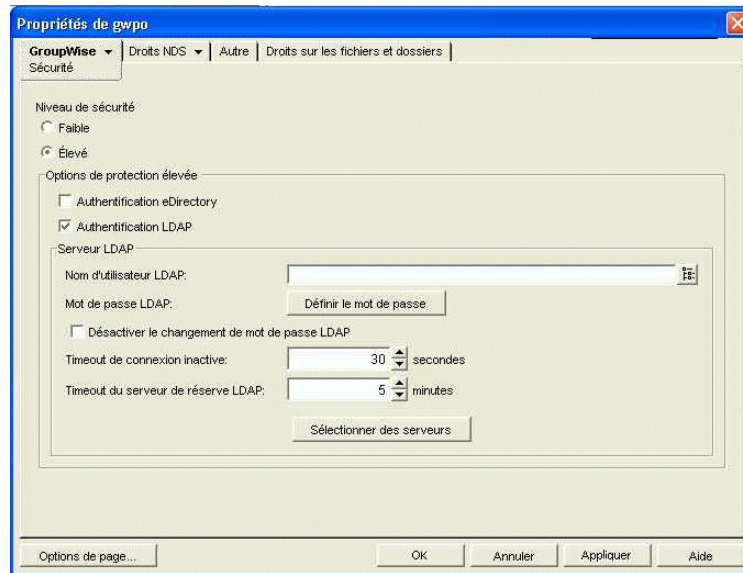 Propriétés de gwpo
GroupWise Droits NDS Autre Droits sur les fichiers et dossiers
Sécurité
Niveau de sécurité
Faible
Élevé
Options de protection élevée
Authentification eDirectory
Authentification LDAP
Serveur LDAP
Nom d'utilisateur LDAP:
Mot de passe LDAP: Définir le mot de passe
Désactiver le changement de mot de passe LDAP
Timeout de connexion inactive: 30 secondes
Timeout du serveur de réserve LDAP: 5 minutes
Sélectionner des serveurs
Options de page... OK Annuler Appliquer Aide